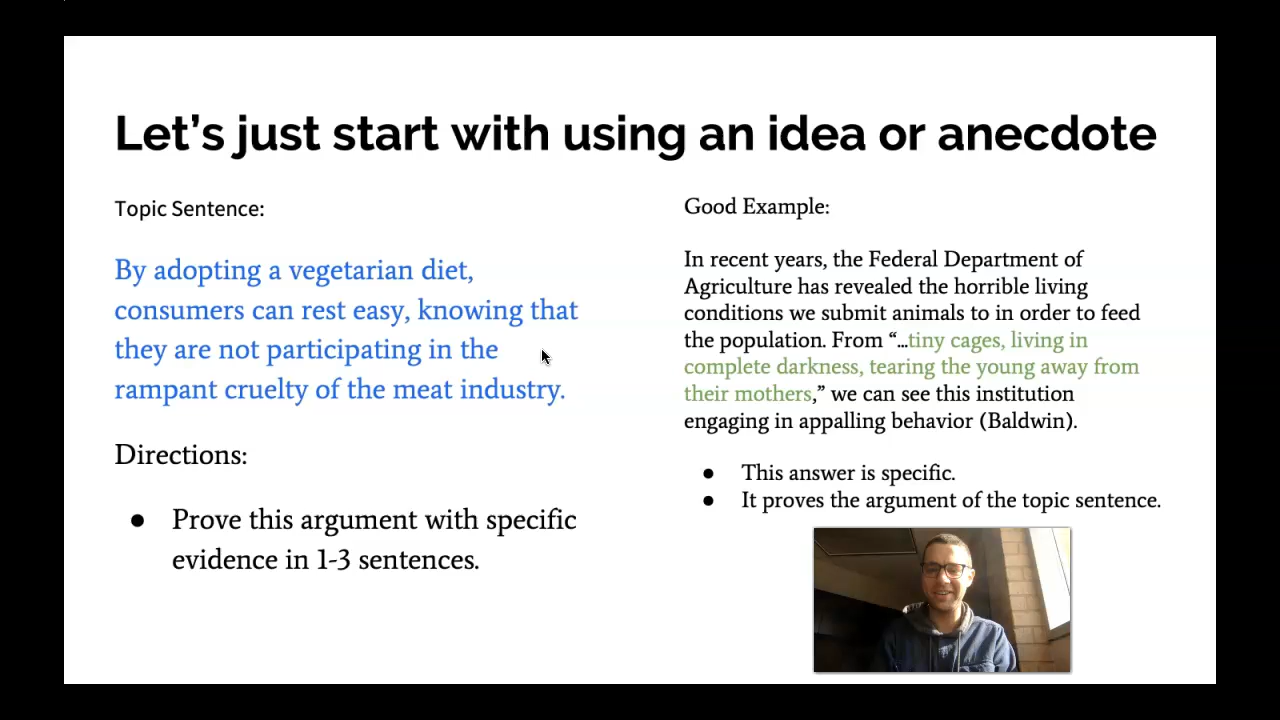 Let's just start with using an idea or anecdote
Topic Sentence:
By adopting a vegetarian diet,
consumers can rest easy, knowing that
they are not participating in the
rampant cruelty of the meat industry.
Directions:
● Prove this argument with specific
evidence in 1-3 sentences.
Good Example:
In recent years, the Federal Department of
Agriculture has revealed the horrible living
conditions we submit animals to in order to feed
the population. From “…tiny cages, living in
complete darkness, tearing the young away from
their mothers,” we can see this institution
engaging in appalling behavior (Baldwin).
● This answer is specific.
● It proves the argument of the topic sentence.